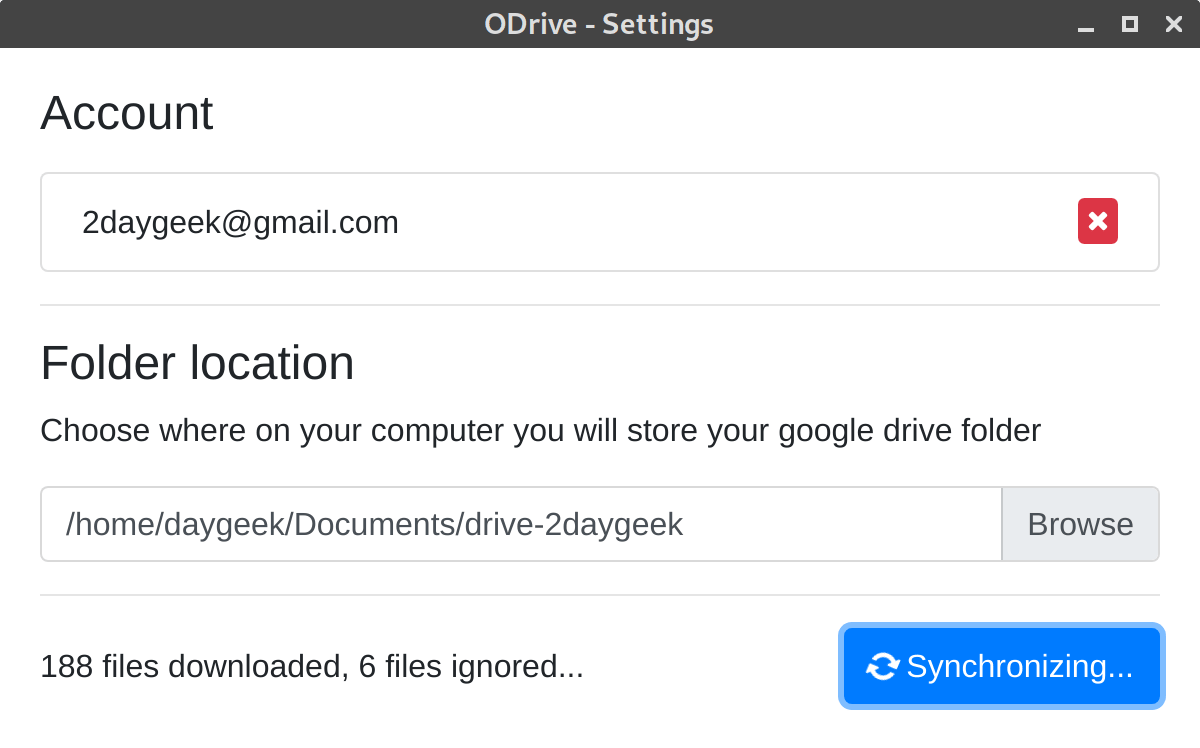 ODrive - Settings
Account
2daygeek@gmail.com
Folder location
Choose where on your computer you will store your google drive folder
/home/daygeek/Documents/drive-2daygeek
Browse
188 files downloaded, 6 files ignored...
Synchronizing...